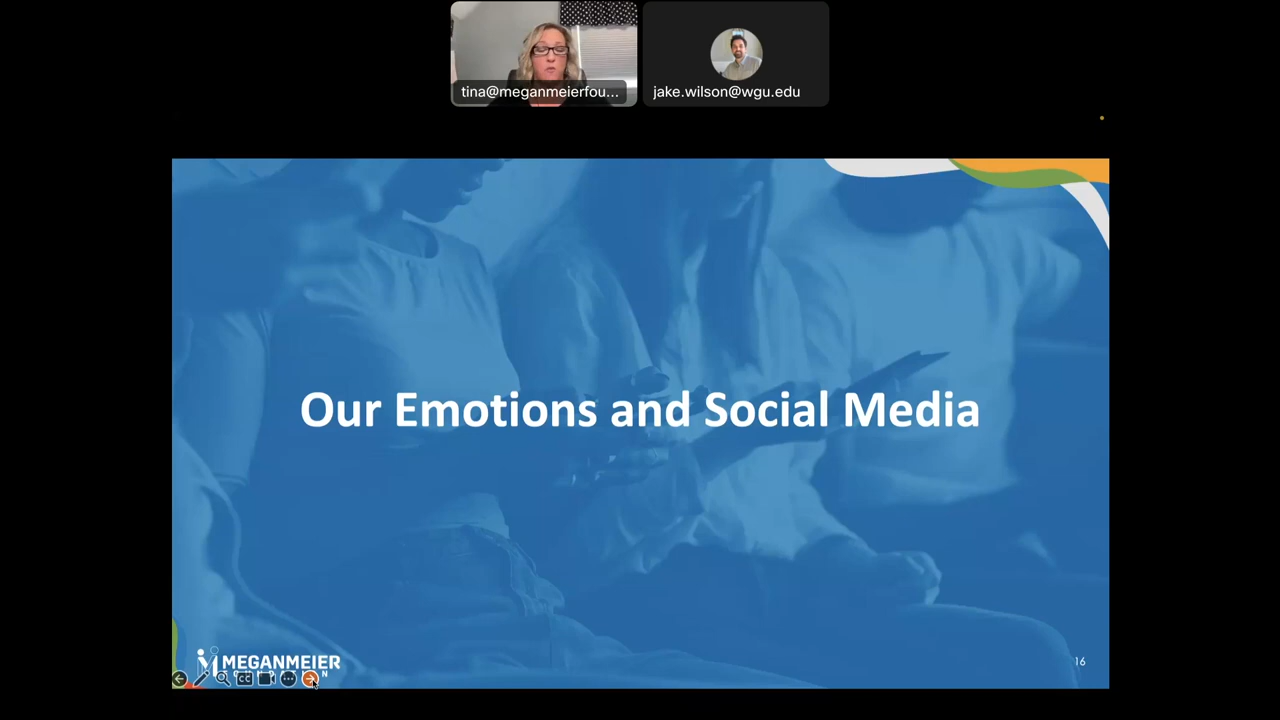 tina@meganmeierfou...
jake.wilson@wgu.edu
Our Emotions and Social Media
MEGANMEIER
16